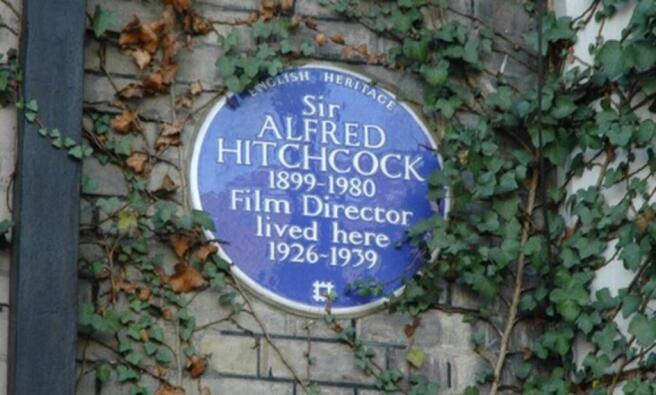 ENGLISH HERITAGE
Sir
ALFRED
HITCHCOCK
1899-1980
Film Director
lived here
1926-1939